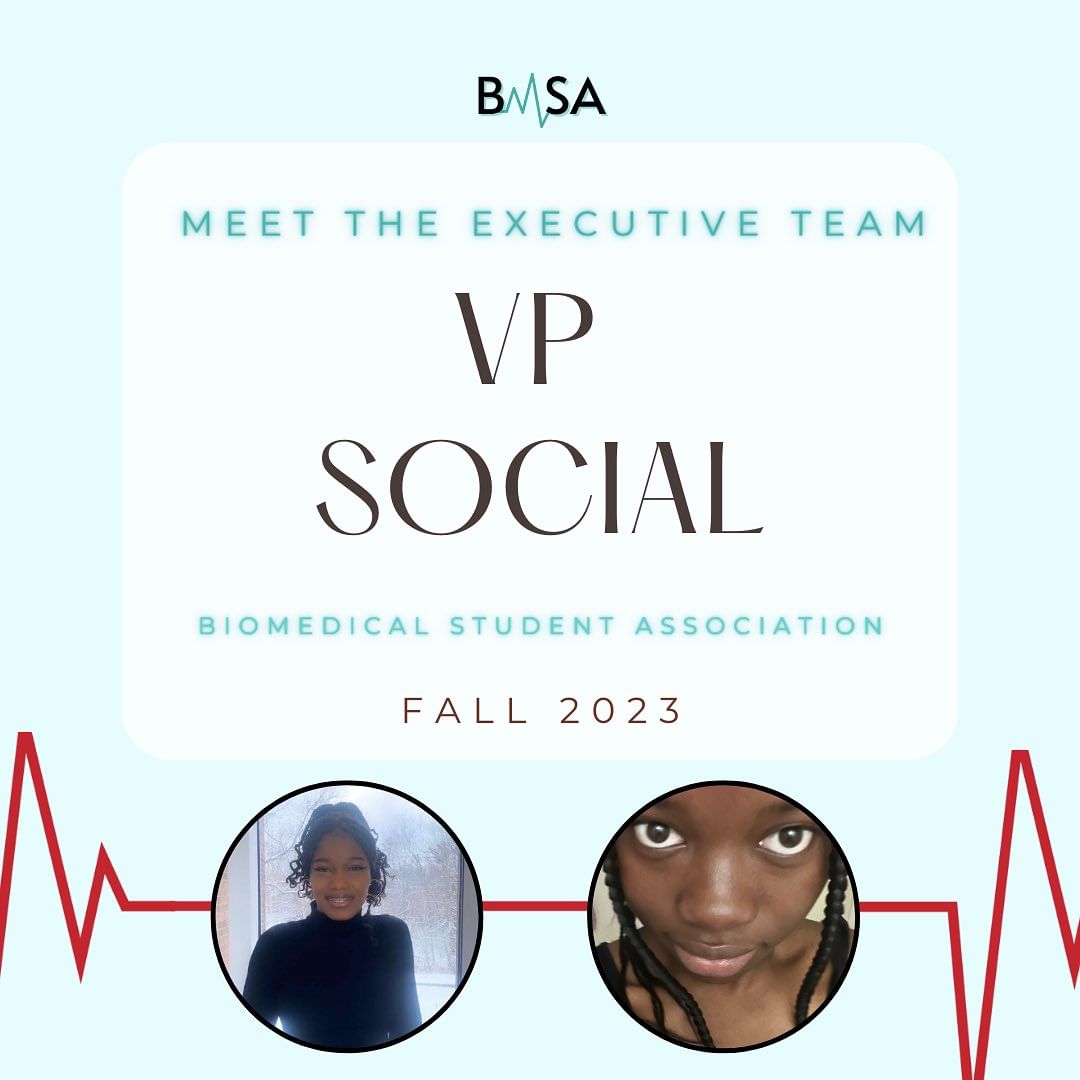 BMSA
MEET THE EXECUTIVE TEAM
VP
SOCIAL
BIOMEDICAL STUDENT ASSOCIATION
FALL 2023